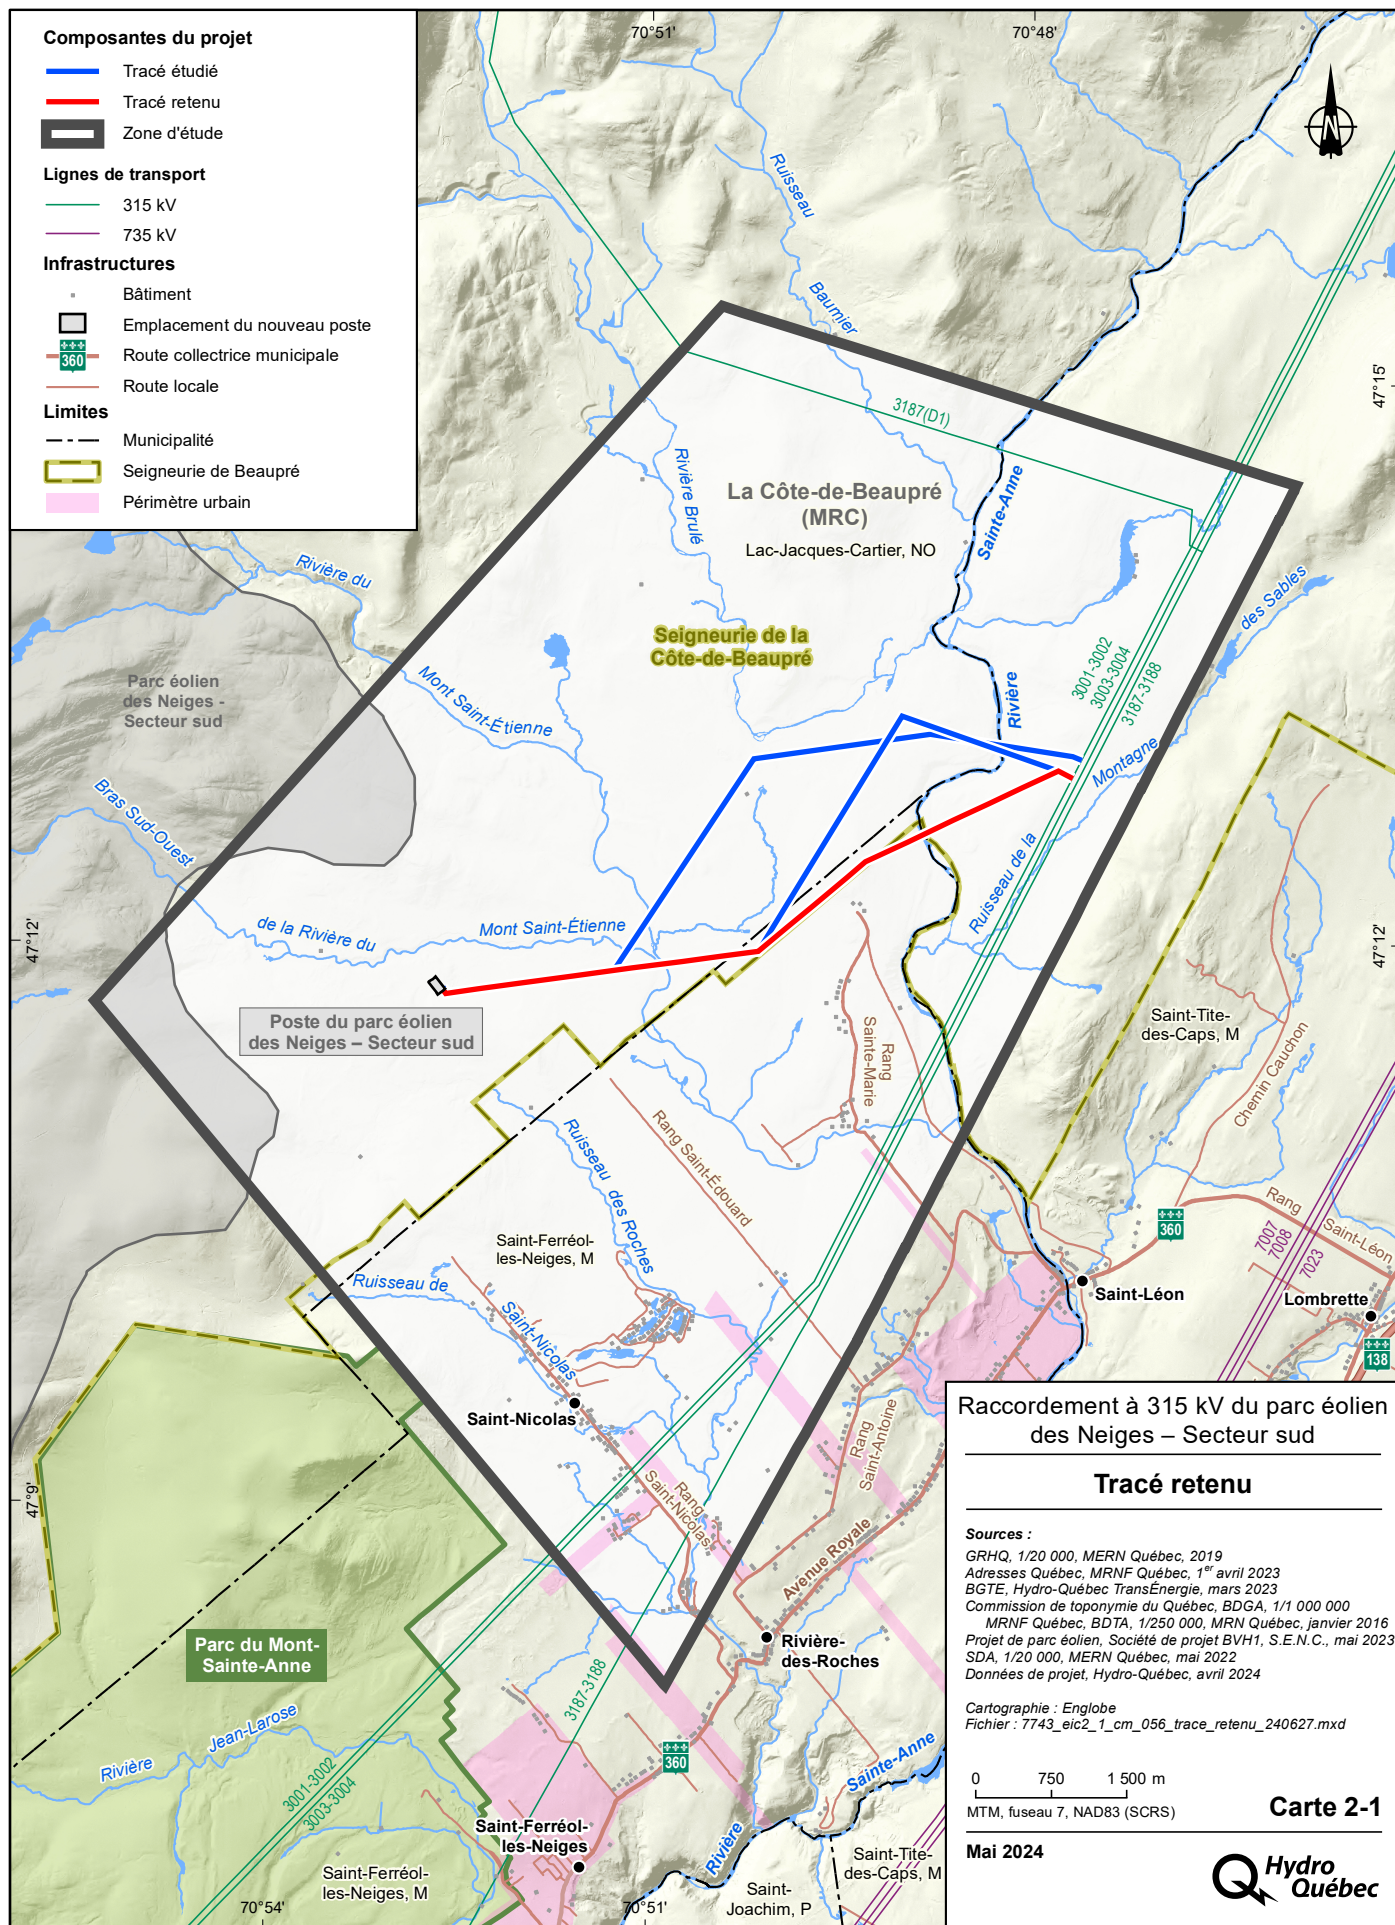 Composantes du projet
Tracé étudié
Tracé retenu
Zone d'étude
Lignes de transport
315 kV
735 kV
Infrastructures
Bâtiment
Emplacement du nouveau poste
360
Route collectrice municipale
Route locale
Limites
Municipalité
Seigneurie de Beaupré
Périmètre urbain
70°51'
70°48'
N
47°15'
Ruisseau
Baumier
3187(D1)
Rivière Brulé
La Côte-de-Beaupré
(MRC)
Lac-Jacques-Cartier, NO
Sainte-Anne
des Sables
Rivière du
Seigneurie de la
Côte-de-Beaupré
3001-3002
3003-3004
3187-3188
Parc éolien
des Neiges -
Secteur sud
Mont Saint-Étienne
Rivière
Montagne
Bras Sud-Ouest
Ruisseau de la
47°12'
de la Rivière du
Mont Saint-Étienne
47°12'
Poste du parc éolien
des Neiges – Secteur sud
Saint-Tite-
des-Caps, M
Rang
Sainte-Marie
Chemin Cauchon
Rang Saint-Édouard
Ruisseau des Roches
Rang
Saint-Léon
360
Saint-Ferréol-
les-Neiges, M
7007
7008
7023
Ruisseau de
Saint-Nicolas
Saint-Léon
Lombrette
138
Saint-Nicolas
Rang
Saint-Antoine
47°9'
Rang
Saint-Nicolas
Avenue Royale
Parc du Mont-
Sainte-Anne
Rivière-
des-Roches
3187-3188
Rivière
Jean-Larose
3001-3002
3003-3004
360
Sainte-Anne
Saint-Ferréol-
les-Neiges
Rivière
Saint-Ferréol-
les-Neiges, M
Saint-Tite-
des-Caps, M
Saint-
Joachim, P
70°54'
70°51'
Raccordement à 315 kV du parc éolien
des Neiges – Secteur sud
Tracé retenu
Sources :
GRHQ, 1/20 000, MERN Québec, 2019
Adresses Québec, MRNF Québec, 1er avril 2023
BGTE, Hydro-Québec TransÉnergie, mars 2023
Commission de toponymie du Québec, BDGA, 1/1 000 000
MRNF Québec, BDTA, 1/250 000, MRN Québec, janvier 2016
Projet de parc éolien, Société de projet BVH1, S.E.N.C., mai 2023
SDA, 1/20 000, MERN Québec, mai 2022
Données de projet, Hydro-Québec, avril 2024
Cartographie : Englobe
Fichier : 7743_eic2_1_cm_056_trace_retenu_240627.mxd
0 750 1 500 m
MTM, fuseau 7, NAD83 (SCRS)
Carte 2-1
Mai 2024
Hydro
Québec